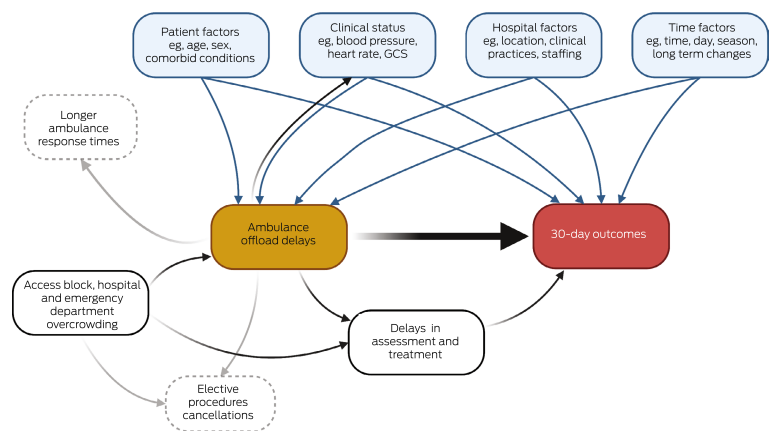 Patient factors
eg, age, sex,
comorbid conditions
Clinical status
eg, blood pressure,
heart rate, GCS
Hospital factors
eg, location, clinical
practices, staffing
Time factors
eg, time, day, season,
long term changes
Longer
ambulance
response times
Ambulance
offload delays
30-day outcomes
Access block, hospital
and emergency
department
overcrowding
Delays in
assessment and
treatment
Elective
procedures
cancellations